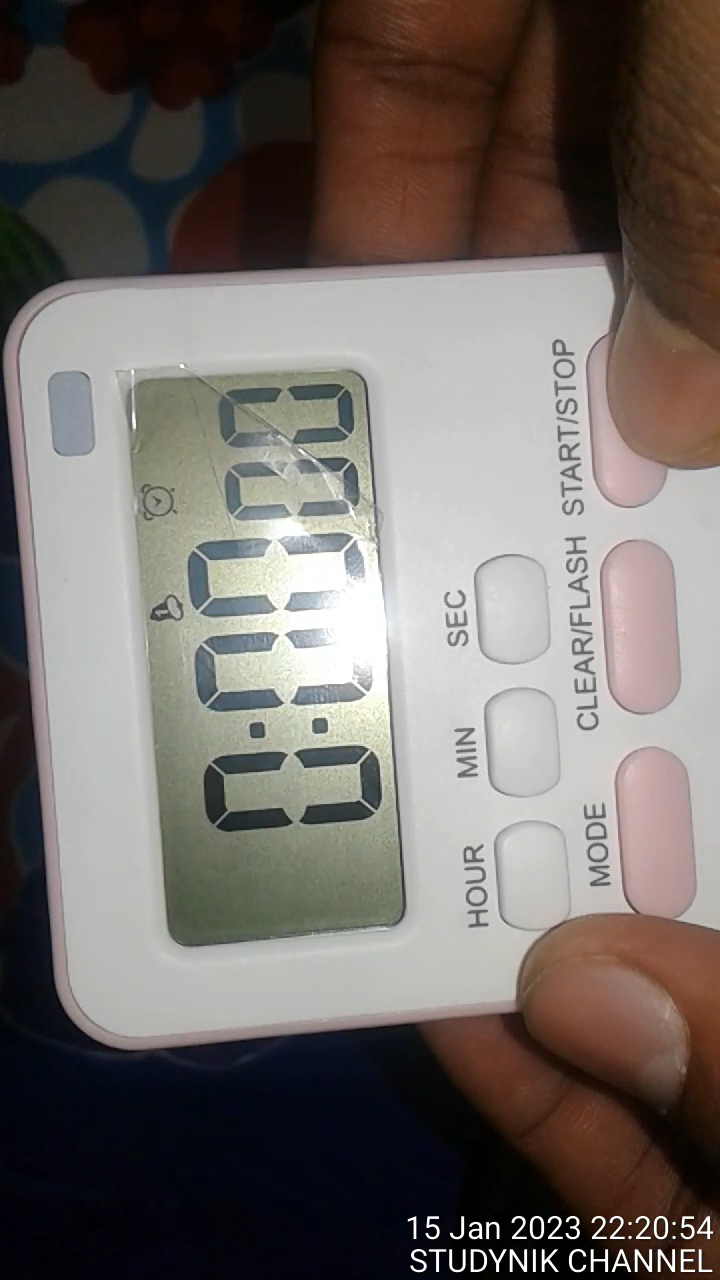 0:00 00
HOUR MIN SEC
MODE CLEAR/FLASH START/STOP
15 Jan 2023 22:20:54
STUDYNIK CHANNEL